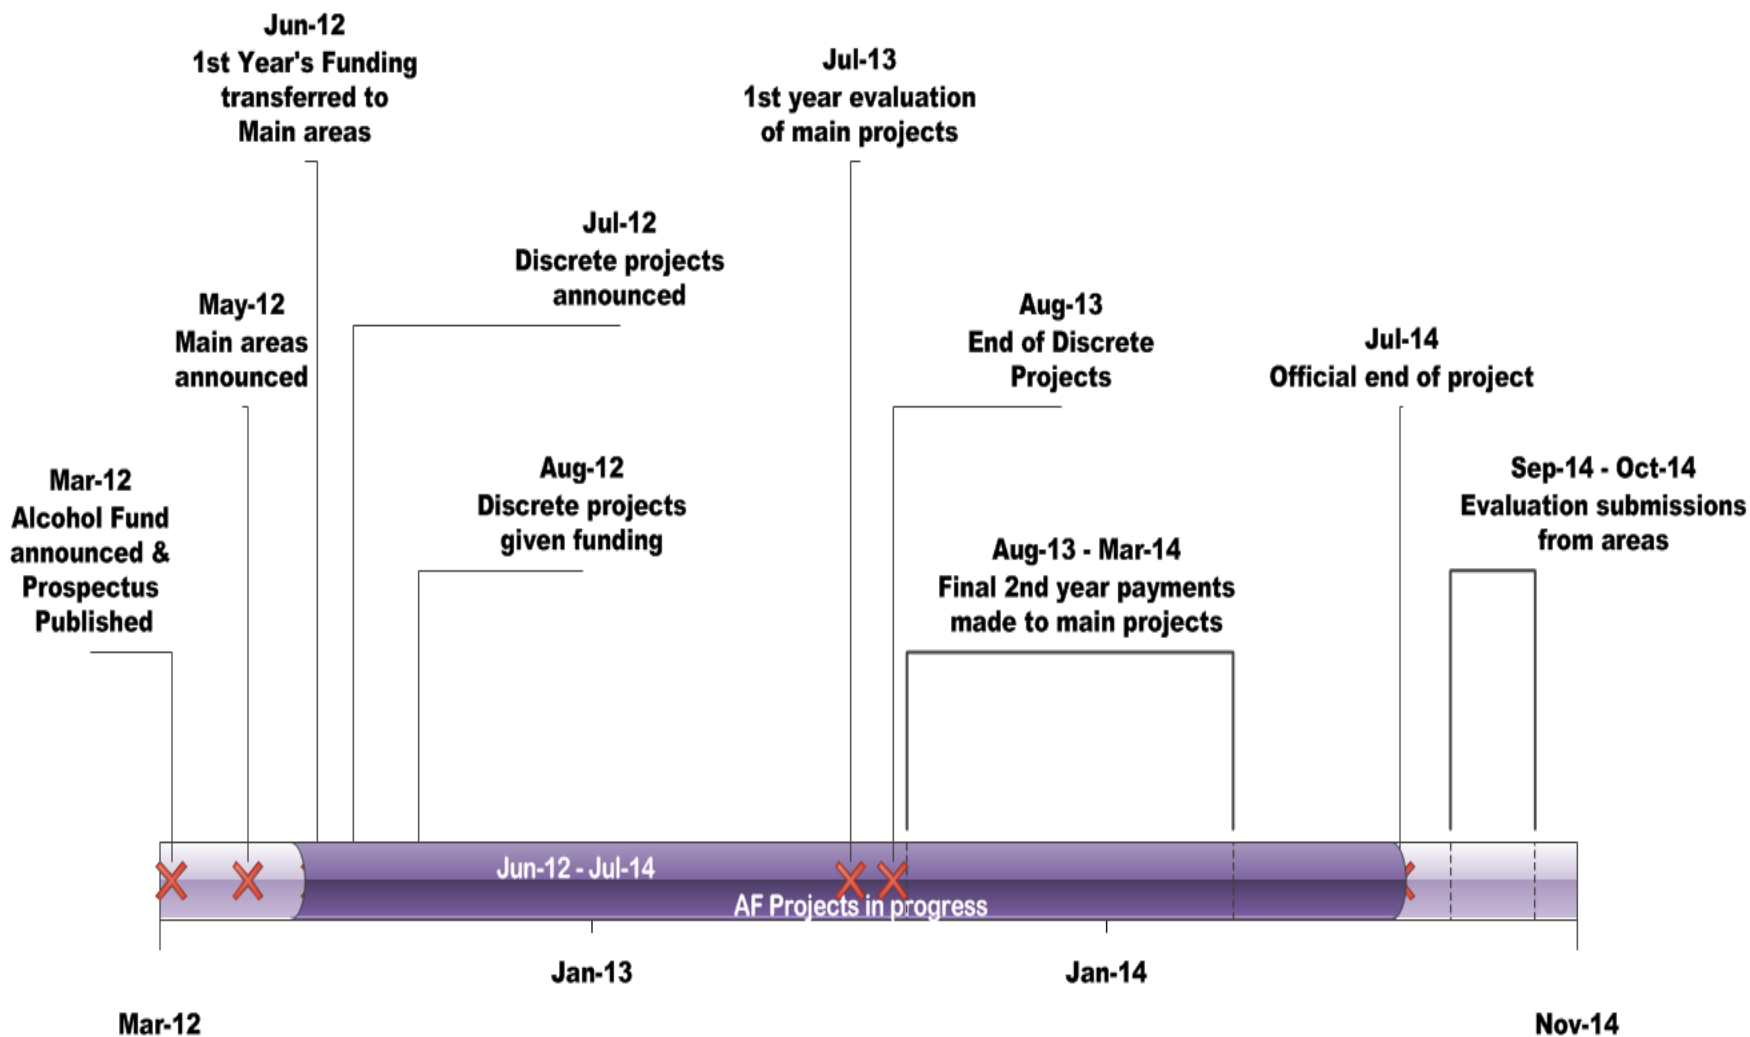 Jun-12
1st Year's Funding
transferred to
Main areas
Jul-13
1st year evaluation
of main projects
Jul-12
Discrete projects
announced
May-12
Main areas
announced
Aug-13
End of Discrete
Projects
Jul-14
Official end of project
Mar-12
Alcohol Fund
announced &
Prospectus
Published
Aug-12
Discrete projects
given funding
Aug-13 - Mar-14
Final 2nd year payments
made to main projects
Sep-14 - Oct-14
Evaluation submissions
from areas
Jun-12 - Jul-14
AF Projects in progress
Jan-13
Jan-14
Mar-12
Nov-14